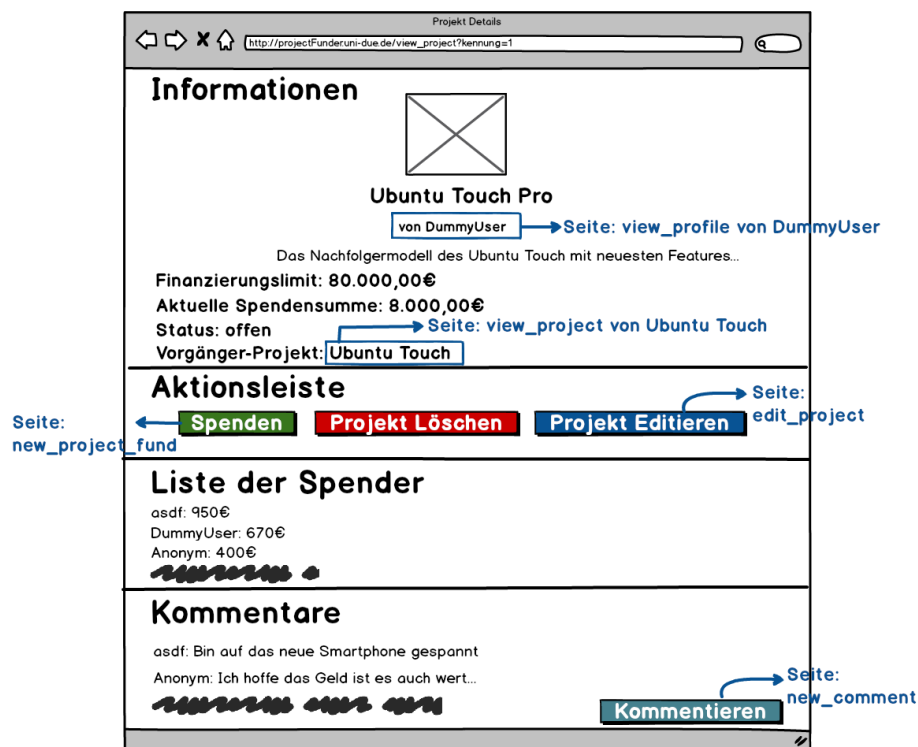 Projekt Details
http://projectFunder.uni-due.de/view_project?kennung=1
Informationen
Ubuntu Touch Pro
von DummyUser
Seite: view_profile von DummyUser
Das Nachfolgermodell des Ubuntu Touch mit neuesten Features...
Finanzierungslimit: 80.000,00€
Aktuelle Spendensumme: 8.000,00€
Status: offen
Seite: view_project von Ubuntu Touch
Vorgänger-Projekt: Ubuntu Touch
Aktionsleiste
Seite:
new_project_fund
Spenden
Projekt Löschen
Projekt Editieren
Seite:
edit_project
Liste der Spender
asdf: 950€
DummyUser: 670€
Anonym: 400€
Kommentare
asdf: Bin auf das neue Smartphone gespannt
Anonym: Ich hoffe das Geld ist es auch wert...
Kommentieren
Seite:
new_comment